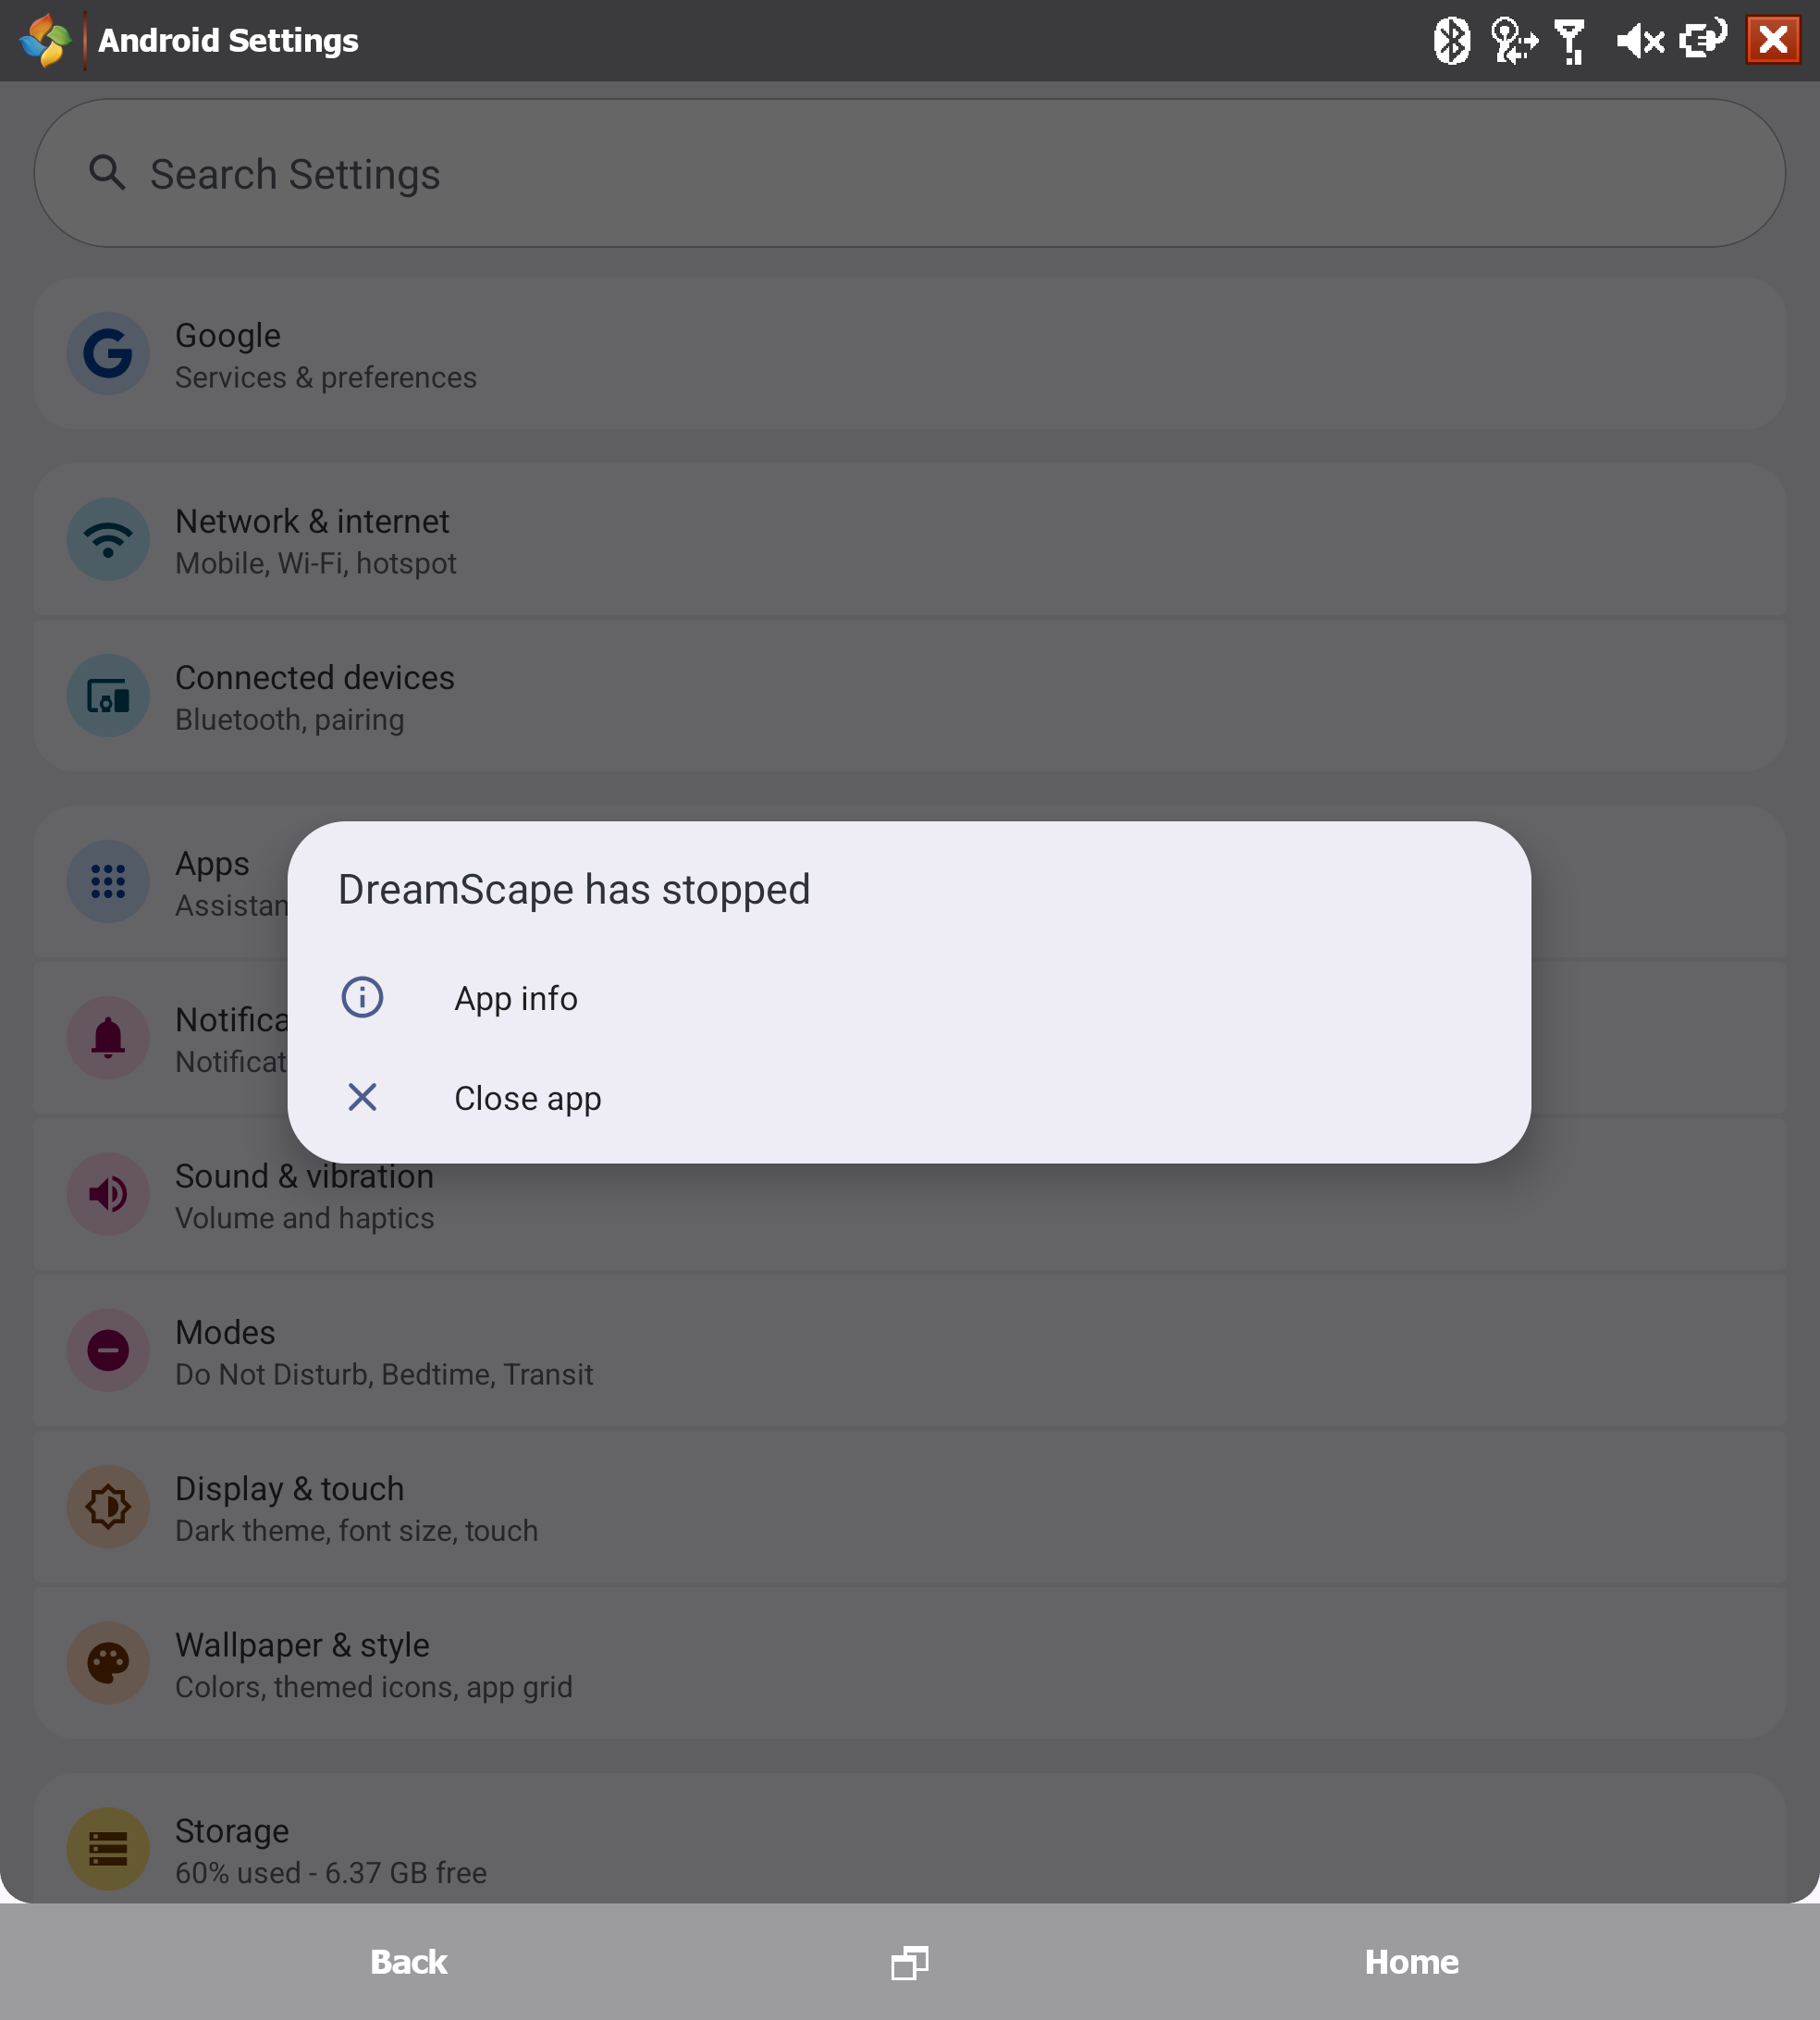 Android Settings
Search Settings
Google
Services & preferences
Network & internet
Mobile, Wi-Fi, hotspot
Connected devices
Bluetooth, pairing
Apps
DreamScape has stopped
App info
Close app
Sound & vibration
Volume and haptics
Modes
Do Not Disturb, Bedtime, Transit
Display & touch
Dark theme, font size, touch
Wallpaper & style
Colors, themed icons, app grid
Storage
60% used - 6.37 GB free
Back
Home